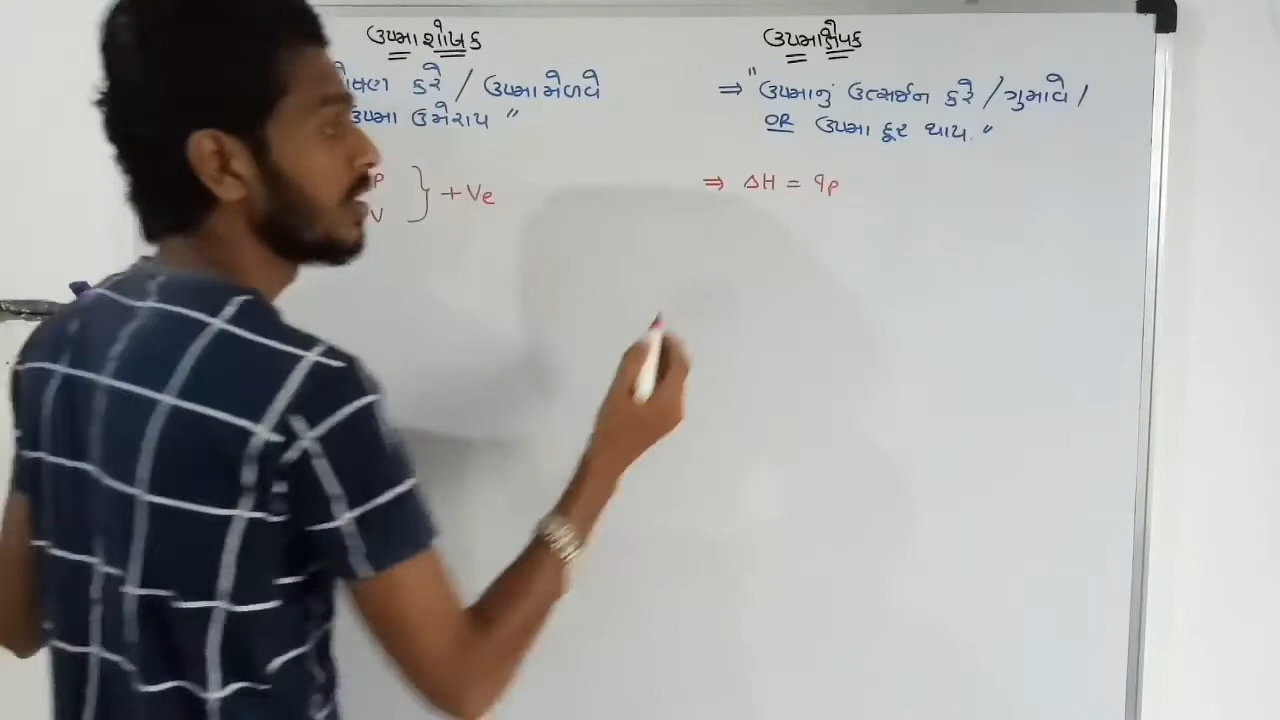 ઉષ્માશોષક
કરે / ઉષ્મા મેળવે
ઉષ્મા ઉમેરાય "
p
v } +Ve
ઉષ્માક્ષેપક
⇒ " ઉષ્માનું ઉત્સર્જન કરે / ગુમાવે /
OR ઉષ્મા દૂર થાય. "
⇒ ΔH = qp